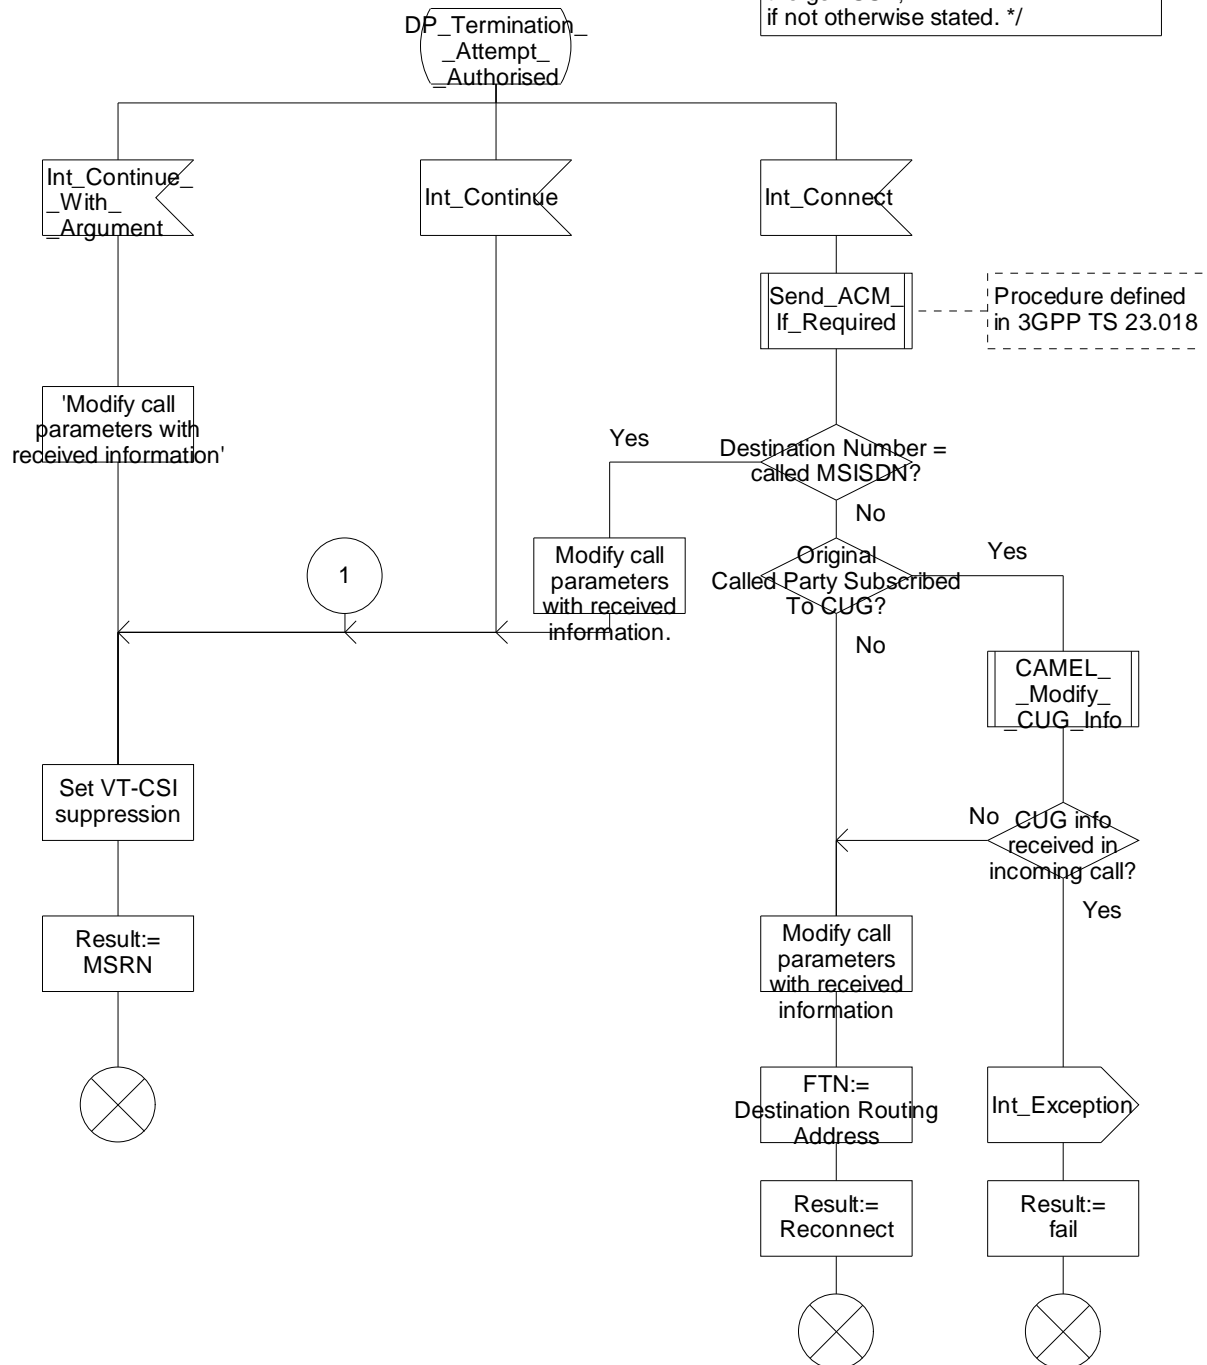 if not otherwise stated. */
DP_Termination_
_Attempt_
_Authorised
Int_Continue_
_With_
_Argument
Int_Continue
Int_Connect
Send_ACM_
If_Required
Procedure defined
in 3GPP TS 23.018
'Modify call
parameters with
received information'
Yes
Destination Number =
called MSISDN?
No
1
Modify call
parameters
with received
information.
Original
Called Party Subscribed
To CUG?
Yes
No
CAMEL_
_Modify_
_CUG_Info
Set VT-CSI
suppression
No
CUG info
received in
incoming call?
Yes
Result:=
MSRN
Modify call
parameters
with received
information
FTN:=
Destination Routing
Address
Int_Exception
Result:=
Reconnect
Result:=
fail